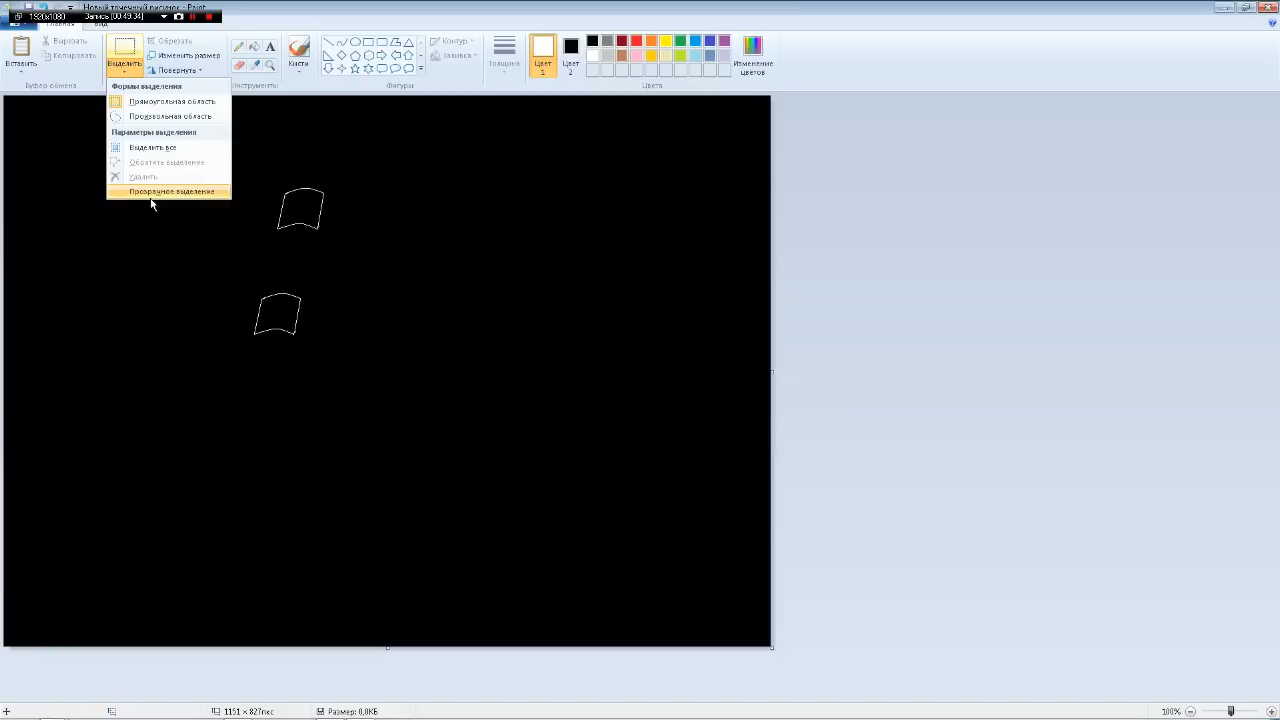 Новый точечный рисунок - Paint
1920x1080
Запись [00:49:34]
Главная
Вид
Вставить
Вырезать
Копировать
Буфер обмена
Выделить
Обрезать
Изменить размер
Повернуть
Инструменты
Кисти
Контур
Заливка
Фигуры
Толщина
Цвет 1
Цвет 2
Изменение цветов
Цвета
Формы выделения
Прямоугольная область
Произвольная область
Параметры выделения
Выделить все
Обратить выделение
Удалить
Прозрачное выделение
1151 × 827пкс
Размер: 0,0КБ
100%